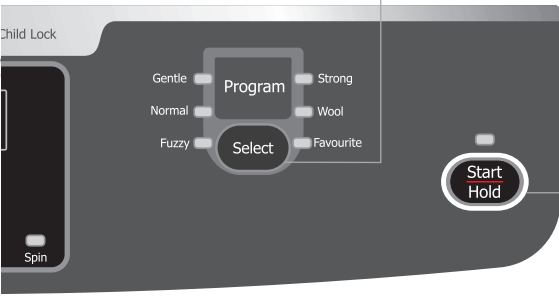 Child Lock
Gentle
Program
Strong
Normal
Wool
Fuzzy
Select
Favourite
Start
Hold
Spin